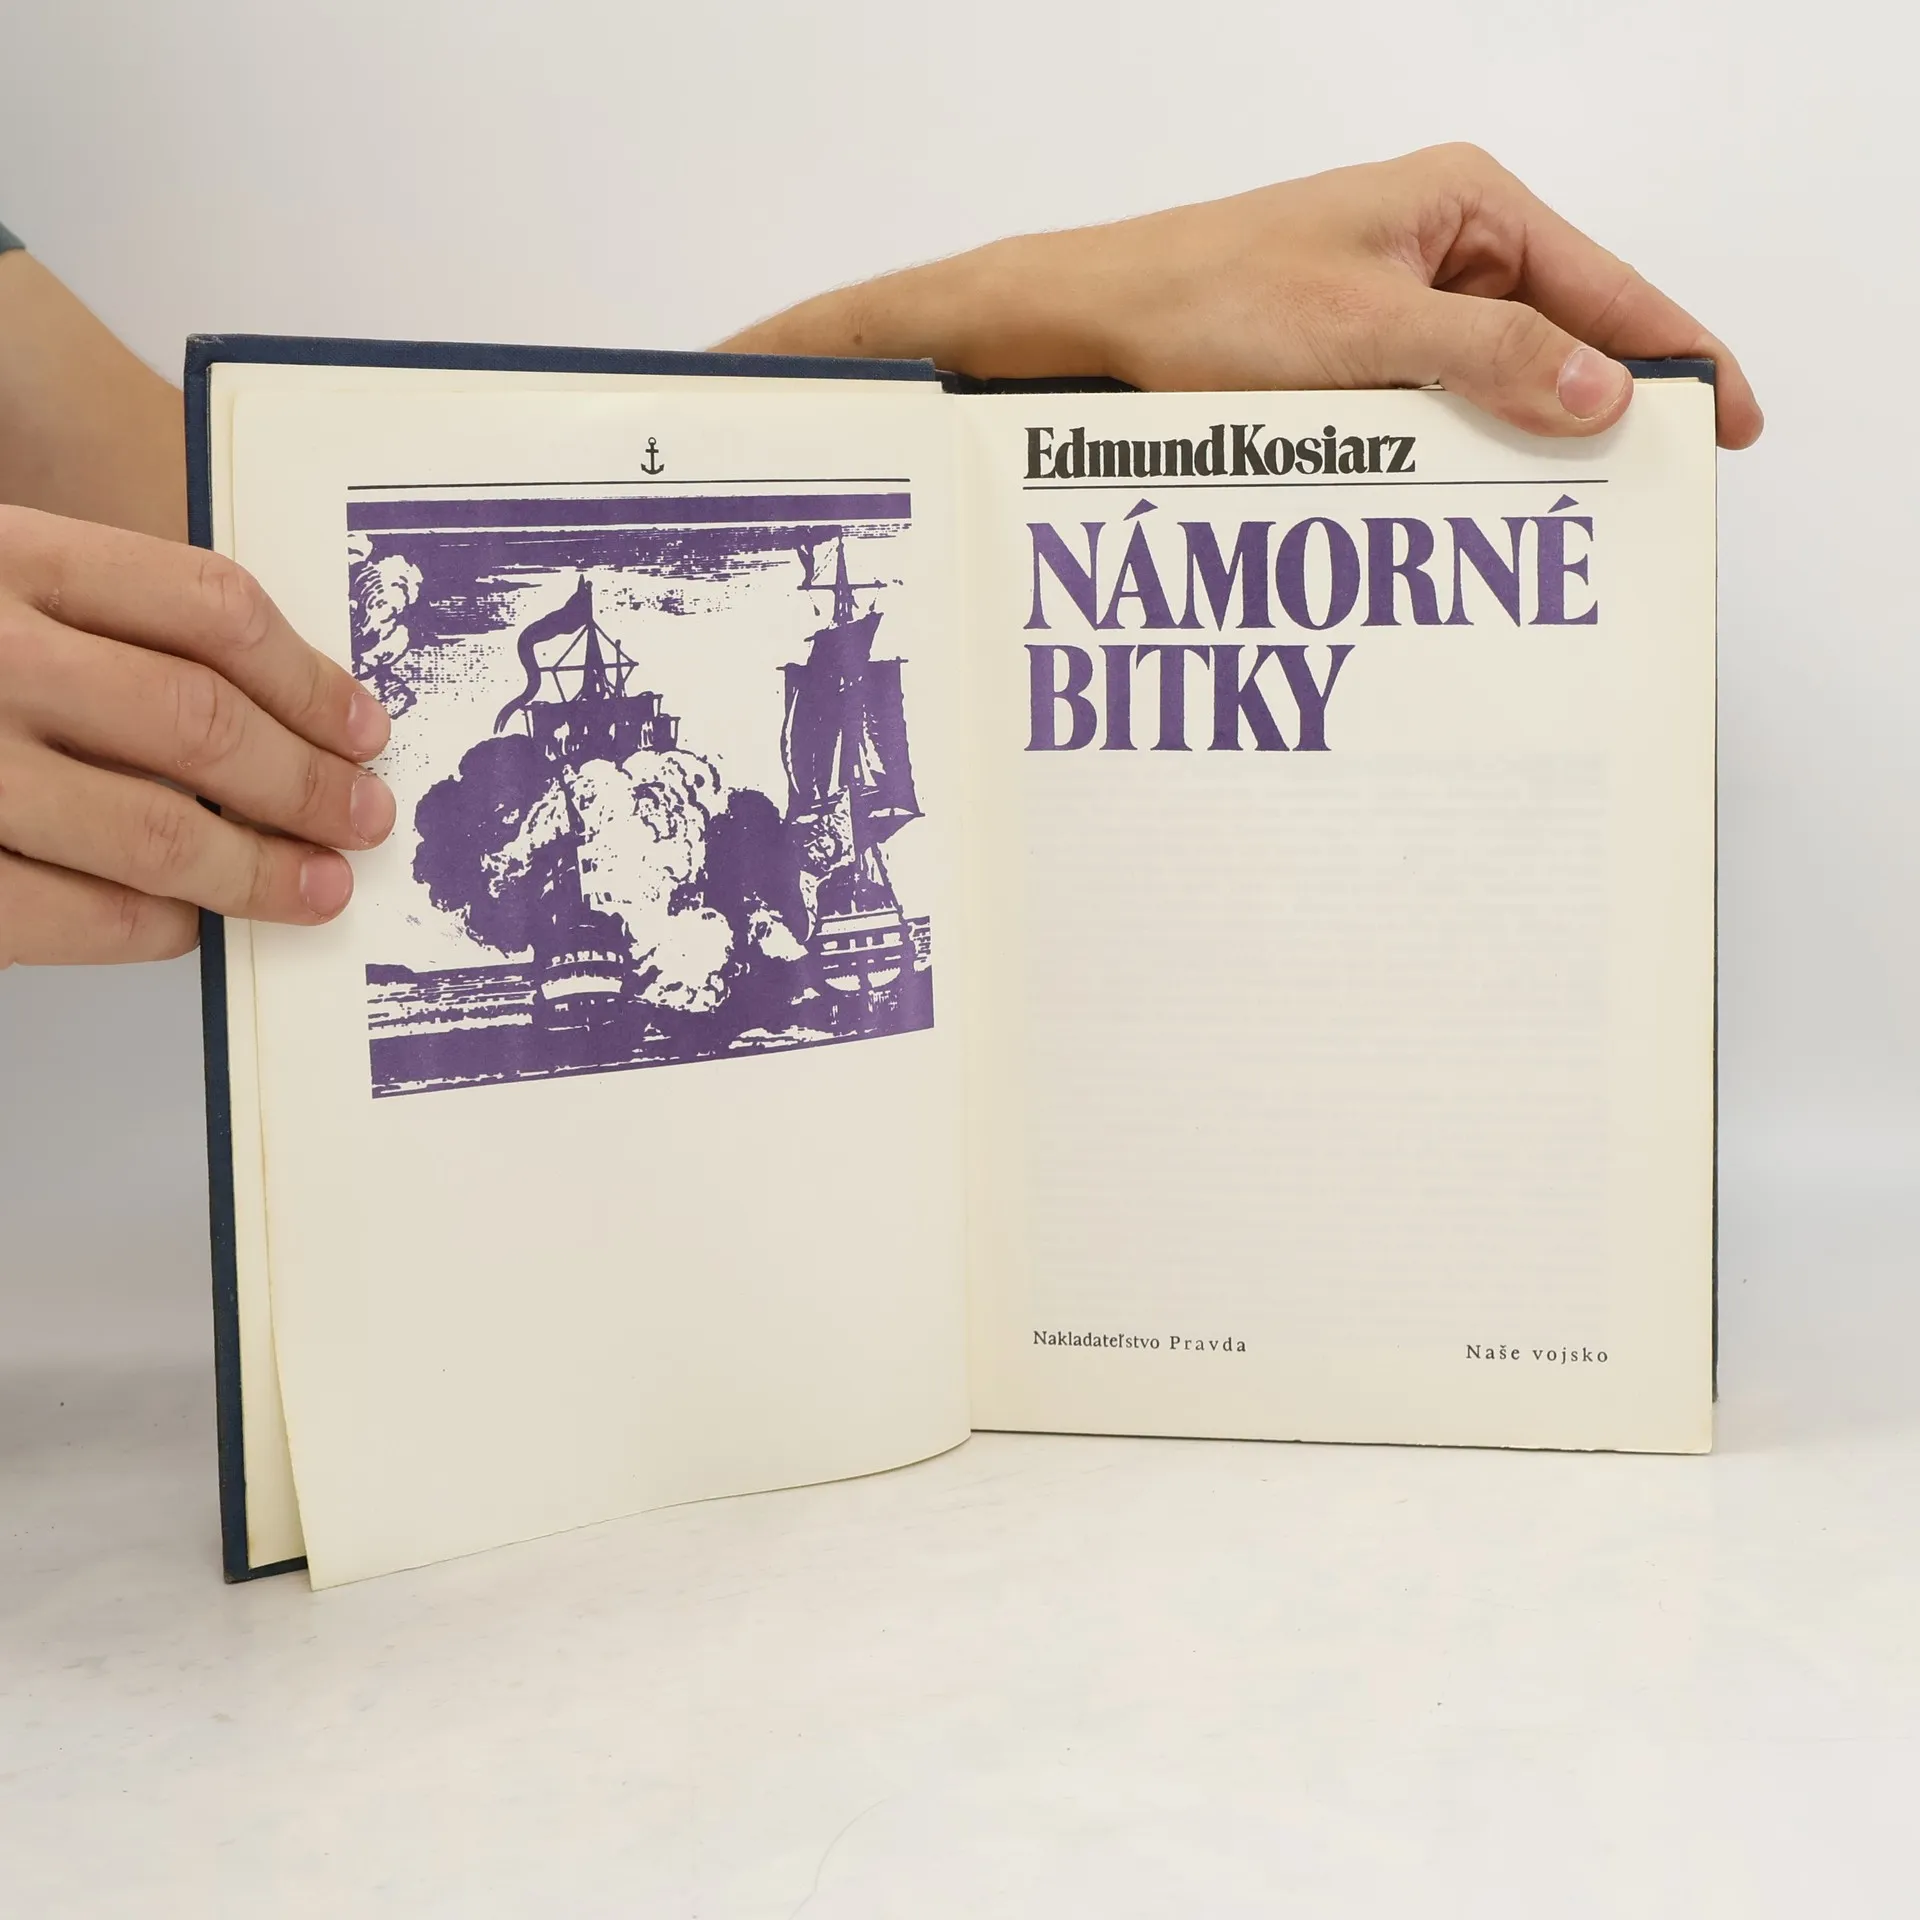 Edmund Kosiarz
NÁMORNÉ
BITKY
Nakladateľstvo Pravda
Naše vojsko